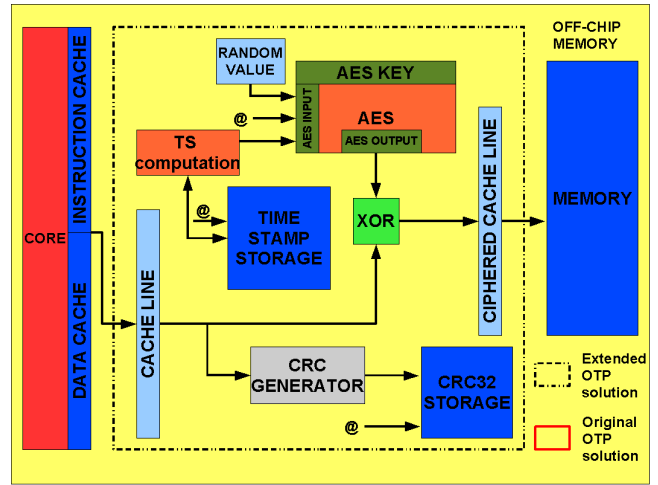 OFF-CHIP
MEMORY
RANDOM
VALUE
AES KEY
AES INPUT
AES
AES OUTPUT
@
TS
computation
INSTRUCTION CACHE
CORE
DATA CACHE
@
TIME
STAMP
STORAGE
XOR
CIPHERED CACHE LINE
MEMORY
CACHE LINE
CRC
GENERATOR
CRC32
STORAGE
@
Extended
OTP
solution
Original
OTP
solution